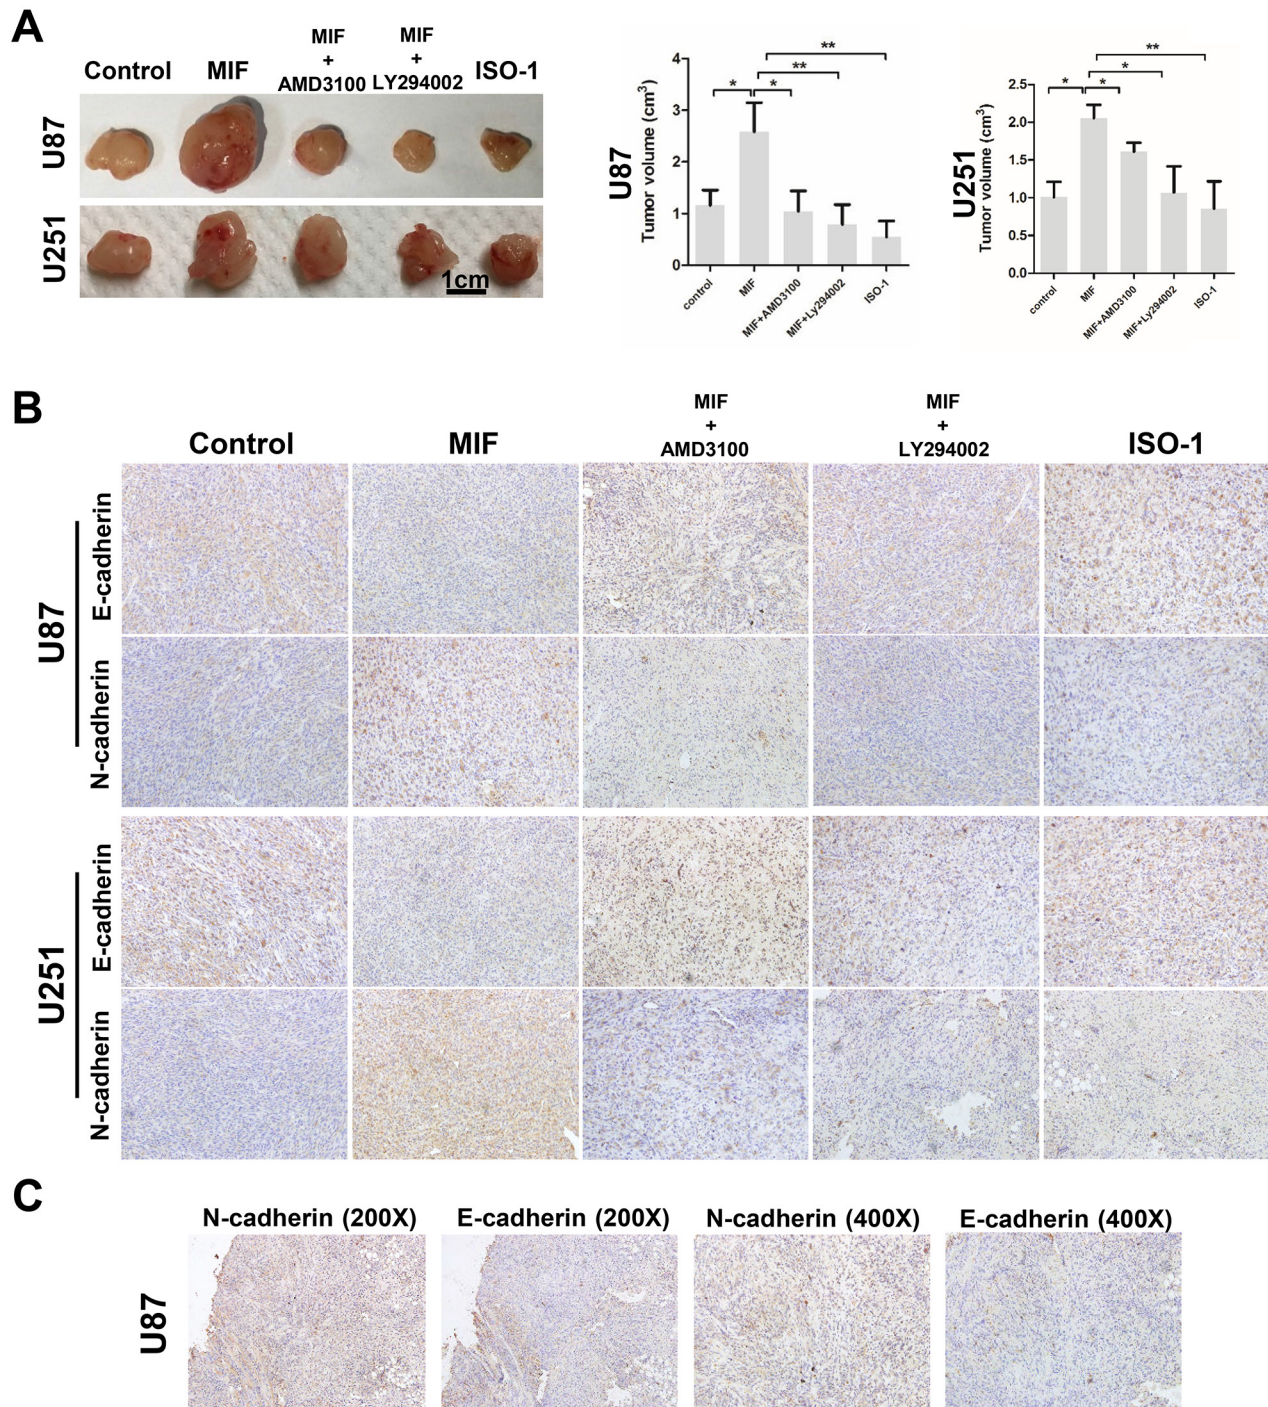 A
Control
MIF
MIF
+
AMD3100
MIF
+
LY294002
ISO-1
U87
U251
1cm
U87
Tumor volume (cm3)
4
3
2
1
0
*
*
**
**
control
MIF
MIF+AMD3100
MIF+Ly294002
ISO-1
U251
Tumor volume (cm3)
2.5
2.0
1.5
1.0
0.5
0.0
*
*
*
**
control
MIF
MIF+AMD3100
MIF+Ly294002
ISO-1
B
Control
MIF
MIF
+
AMD3100
MIF
+
LY294002
ISO-1
U87
E-cadherin
N-cadherin
U251
E-cadherin
N-cadherin
C
N-cadherin (200X)
E-cadherin (200X)
N-cadherin (400X)
E-cadherin (400X)
U87